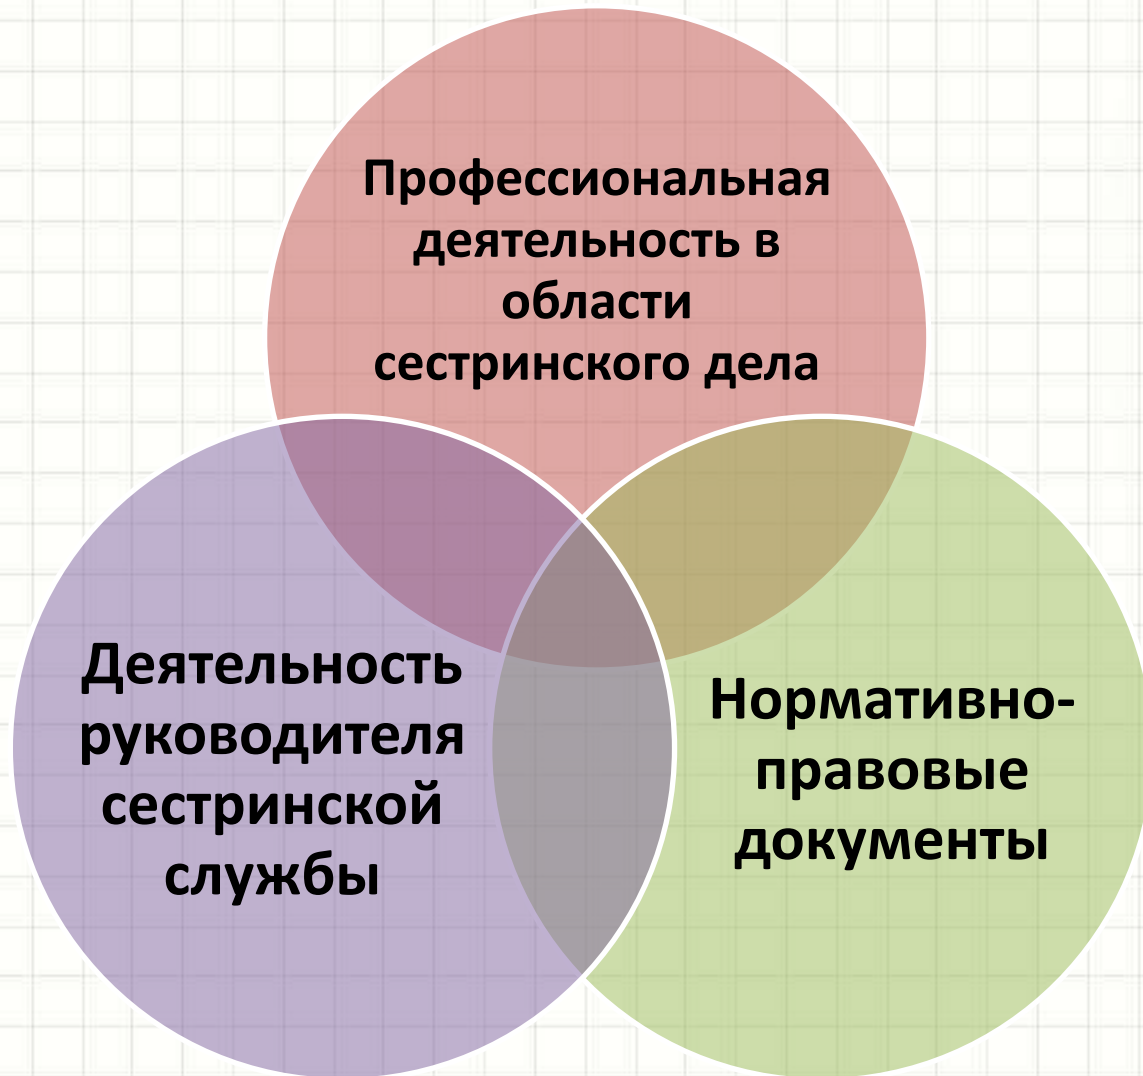 Профессиональная
деятельность в
области
сестринского дела
Деятельность
руководителя
сестринской
службы
Нормативно-
правовые
документы